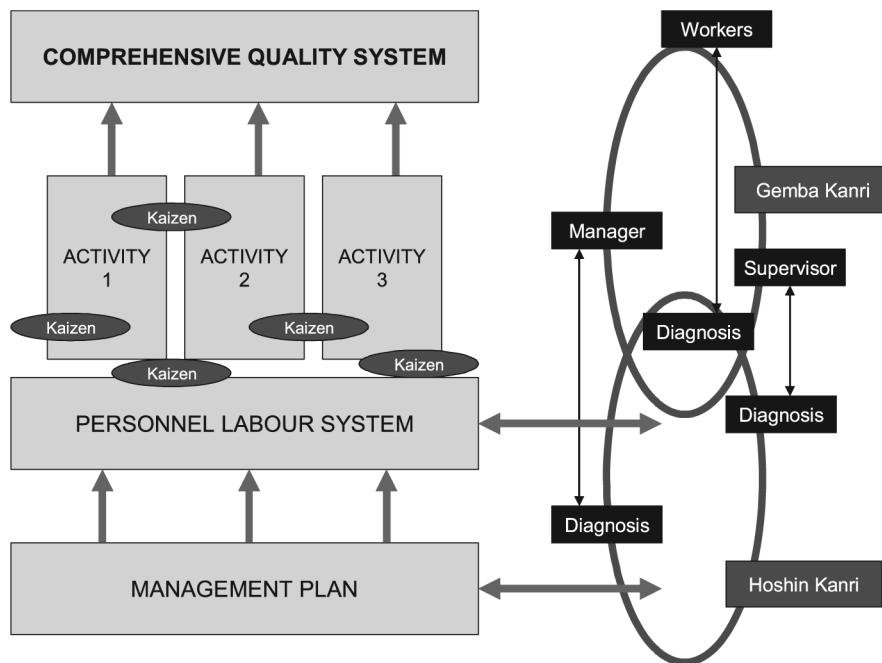 COMPREHENSIVE QUALITY SYSTEM
ACTIVITY
1
ACTIVITY
2
ACTIVITY
3
Kaizen
Kaizen
Kaizen
Kaizen
Kaizen
PERSONNEL LABOUR SYSTEM
MANAGEMENT PLAN
Workers
Gemba Kanri
Manager
Supervisor
Diagnosis
Diagnosis
Diagnosis
Hoshin Kanri